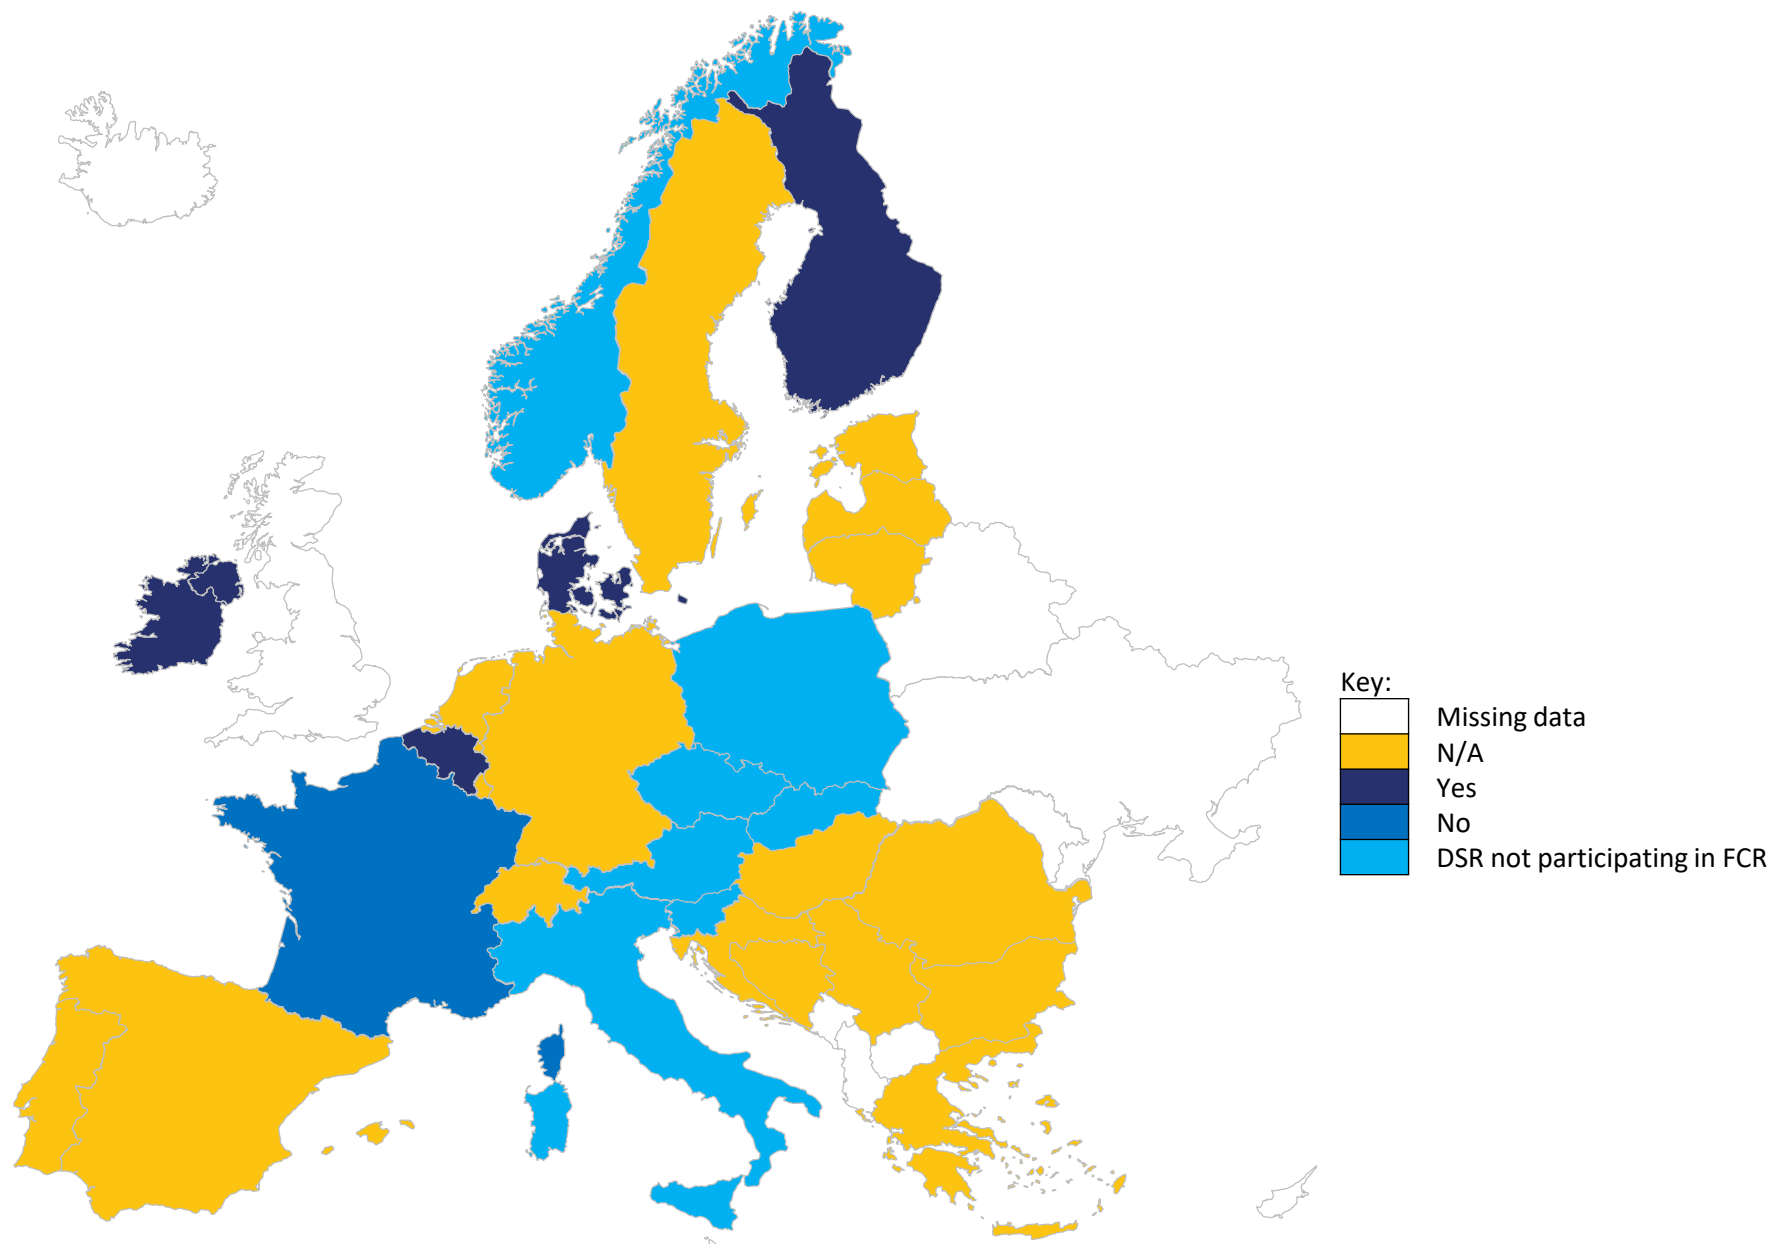 Key:
Missing data
N/A
Yes
No
DSR not participating in FCR